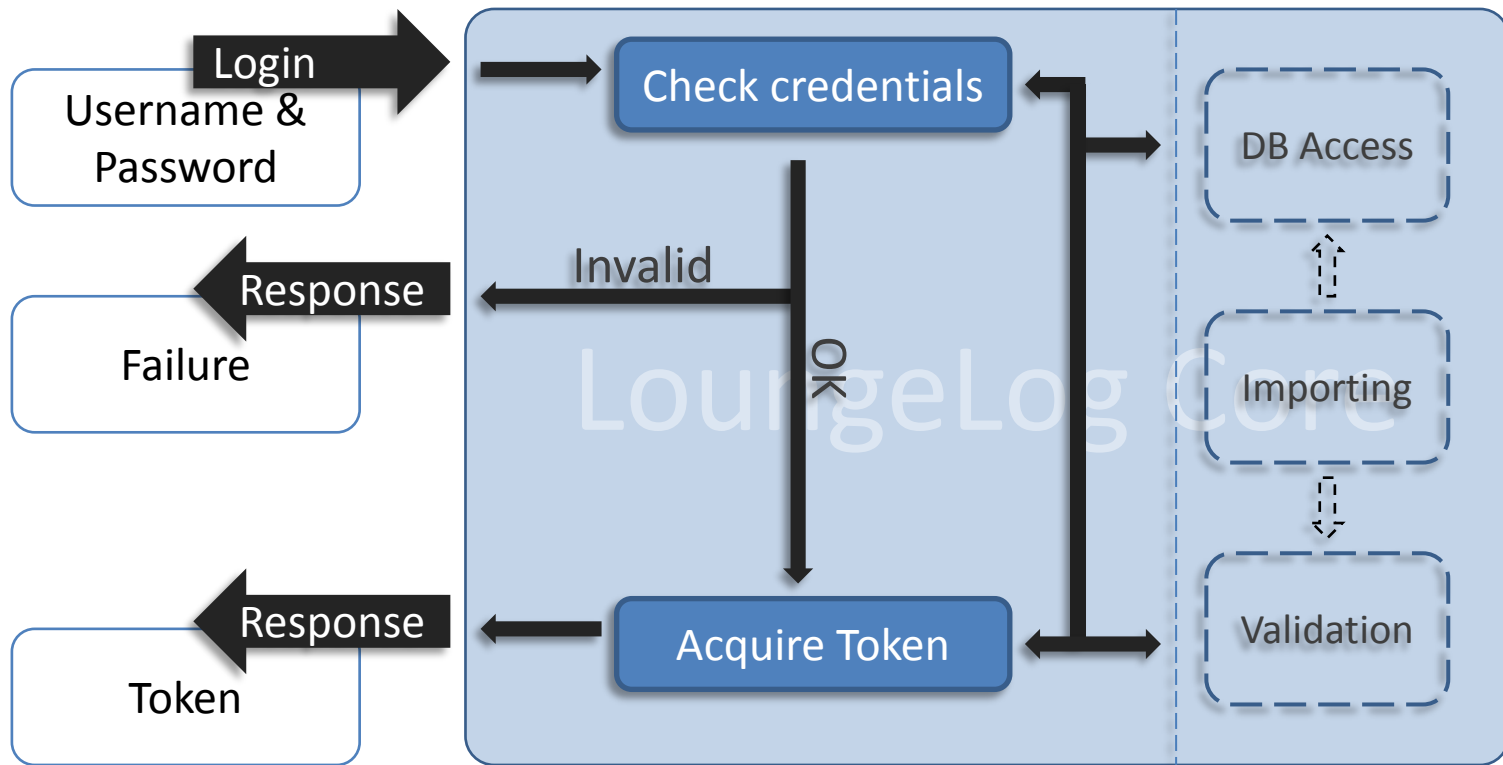 Login
Username &
Password
Check credentials
DB Access
Response
Invalid
Failure
OK
LoungeLog Core
Importing
Response
Token
Acquire Token
Validation